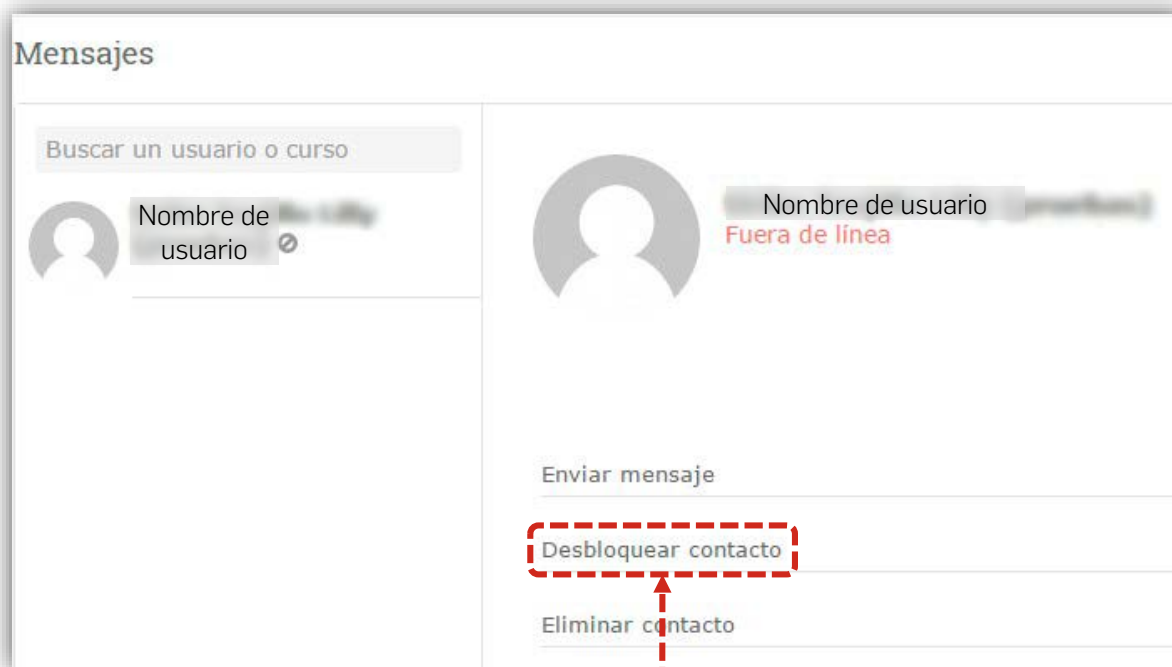 Mensajes
Buscar un usuario o curso
Nombre de
usuario
Nombre de usuario
Fuera de línea
Enviar mensaje
Desbloquear contacto
Eliminar contacto